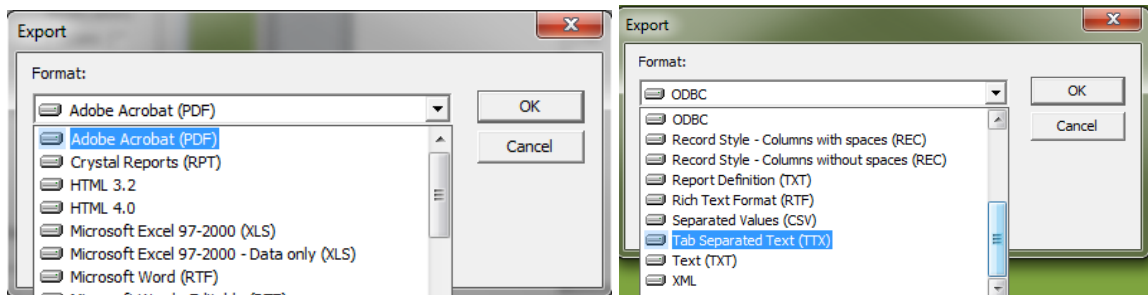 Export
Format:
Adobe Acrobat (PDF)
OK
Cancel
Adobe Acrobat (PDF)
Crystal Reports (RPT)
HTML 3.2
HTML 4.0
Microsoft Excel 97-2000 (XLS)
Microsoft Excel 97-2000 - Data only (XLS)
Microsoft Word (RTF)
Export
Format:
ODBC
OK
Cancel
ODBC
Record Style - Columns with spaces (REC)
Record Style - Columns without spaces (REC)
Report Definition (TXT)
Rich Text Format (RTF)
Separated Values (CSV)
Tab Separated Text (TTX)
Text (TXT)
XML